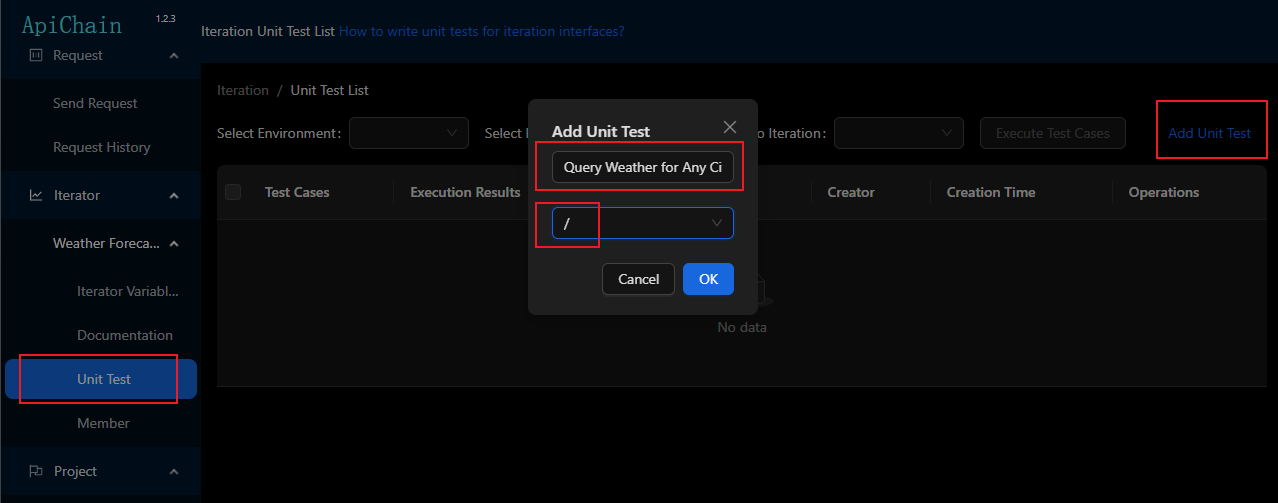 ApiChain 1.2.3
Iteration Unit Test List How to write unit tests for iteration interfaces?
Request
Send Request
Request History
Iterator
Weather Foreca...
Iterator Variabl...
Documentation
Unit Test
Member
Project
Iteration / Unit Test List
Select Environment: Select o Iteration: Execute Test Cases Add Unit Test
Test Cases Execution Results Creator Creation Time Operations
No data
Add Unit Test
Query Weather for Any Ci
/
Cancel OK